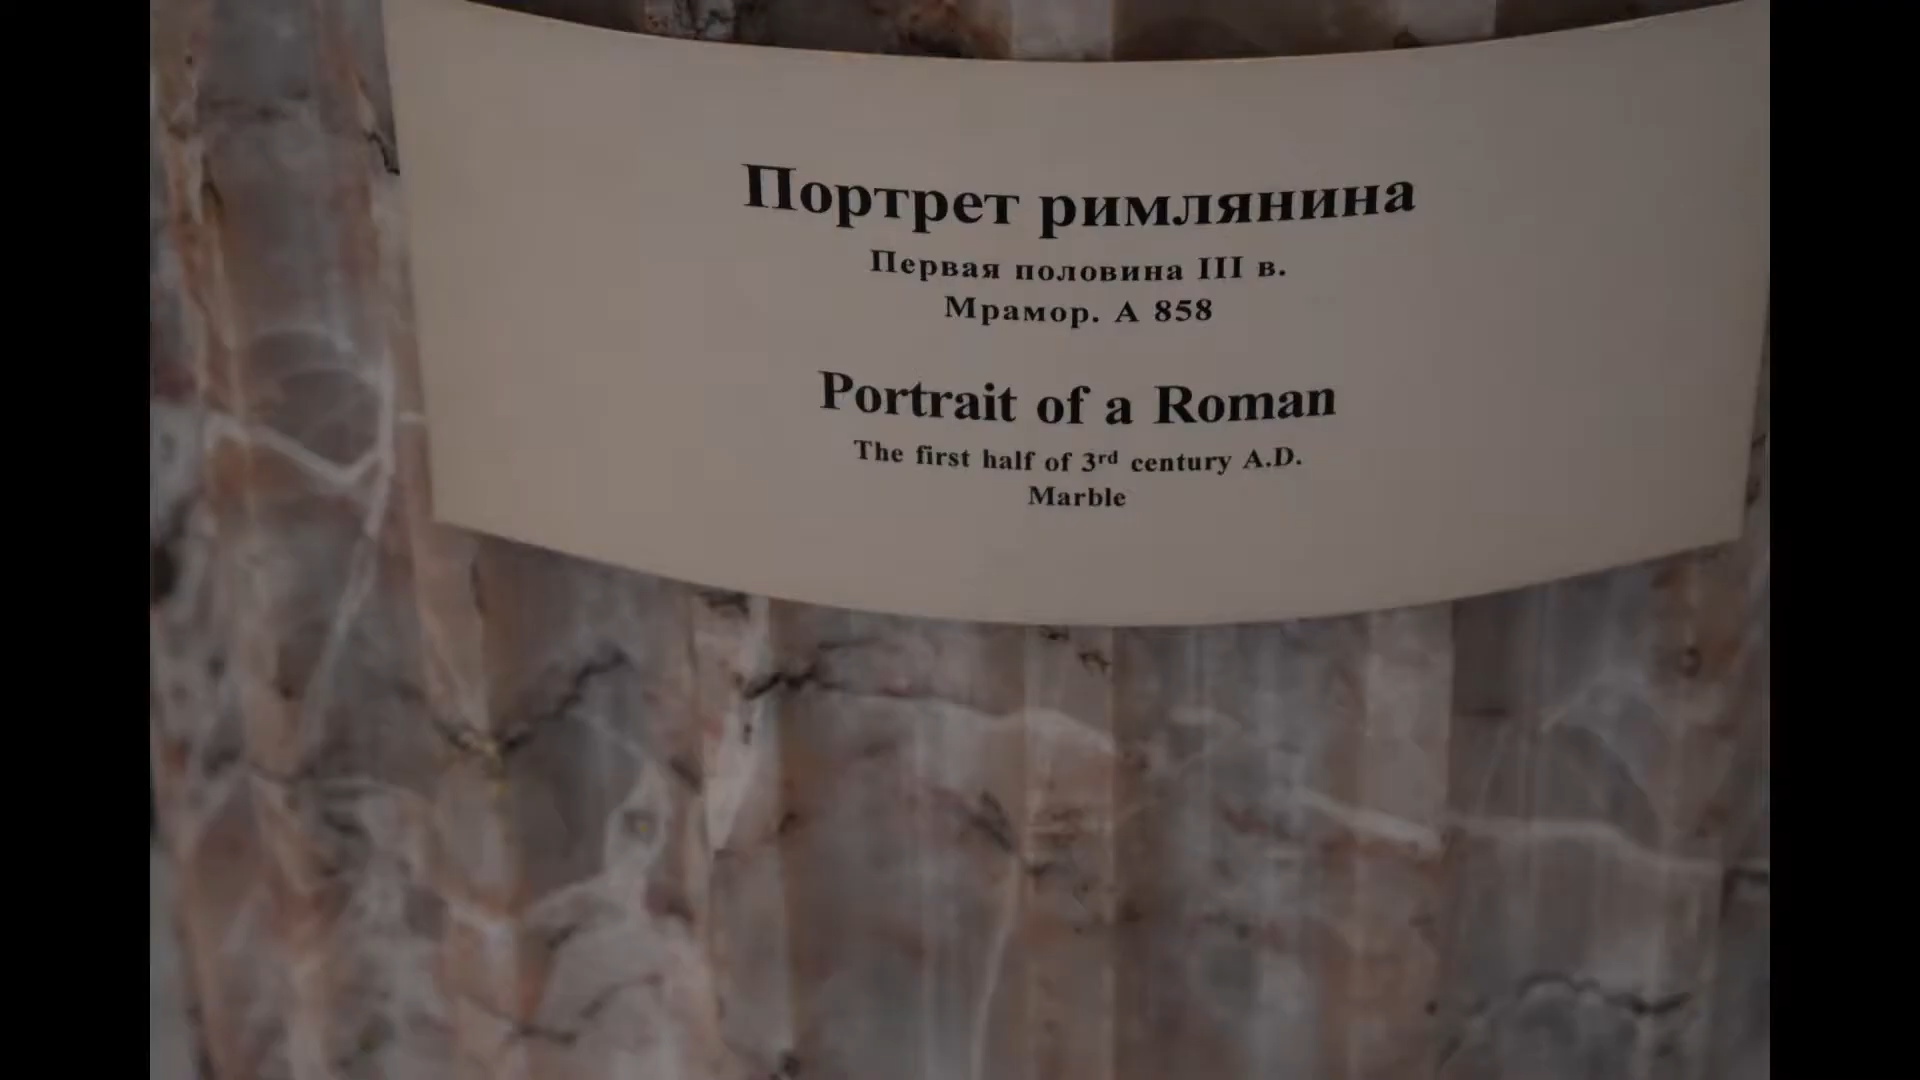 Портрет римлянина
Первая половина III в.
Мрамор. А 858
Portrait of a Roman
The first half of 3rd century A.D.
Marble